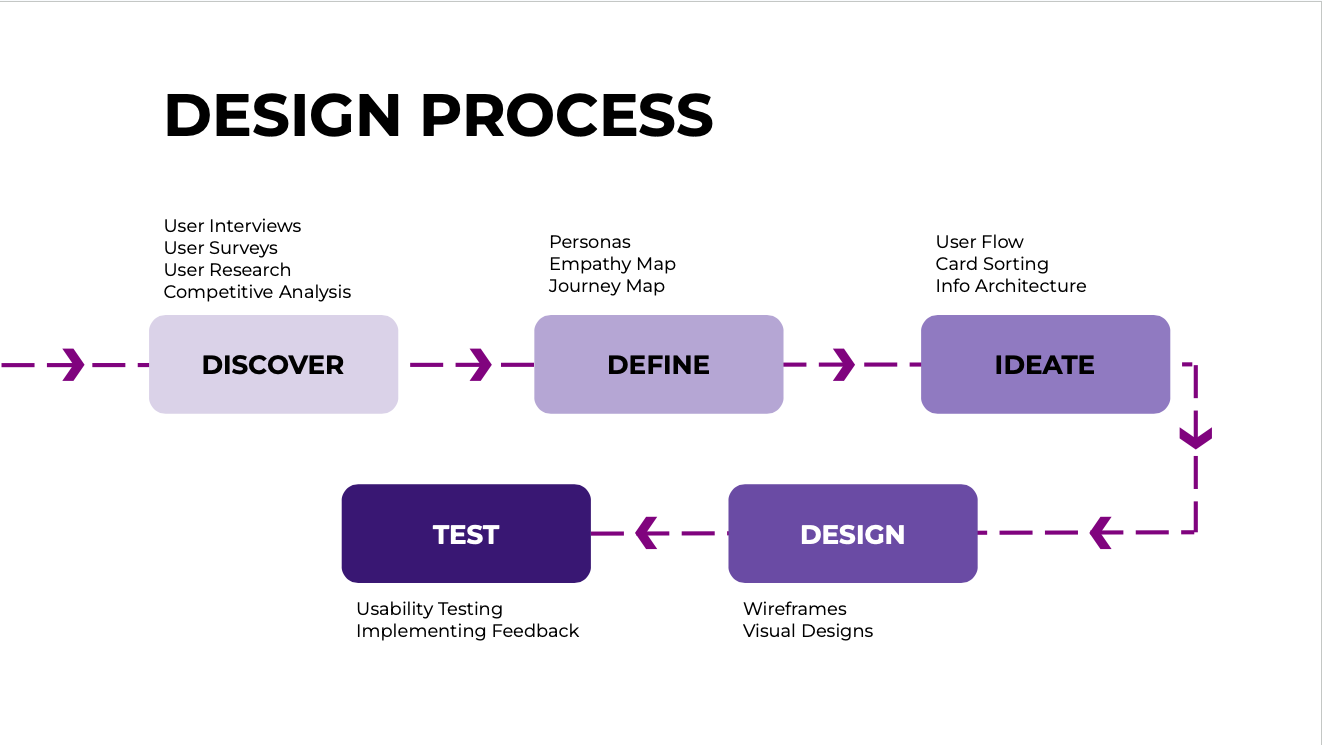 DESIGN PROCESS
User Interviews
User Surveys
User Research
Competitive Analysis
DISCOVER
Personas
Empathy Map
Journey Map
DEFINE
User Flow
Card Sorting
Info Architecture
IDEATE
DESIGN
Wireframes
Visual Designs
TEST
Usability Testing
Implementing Feedback